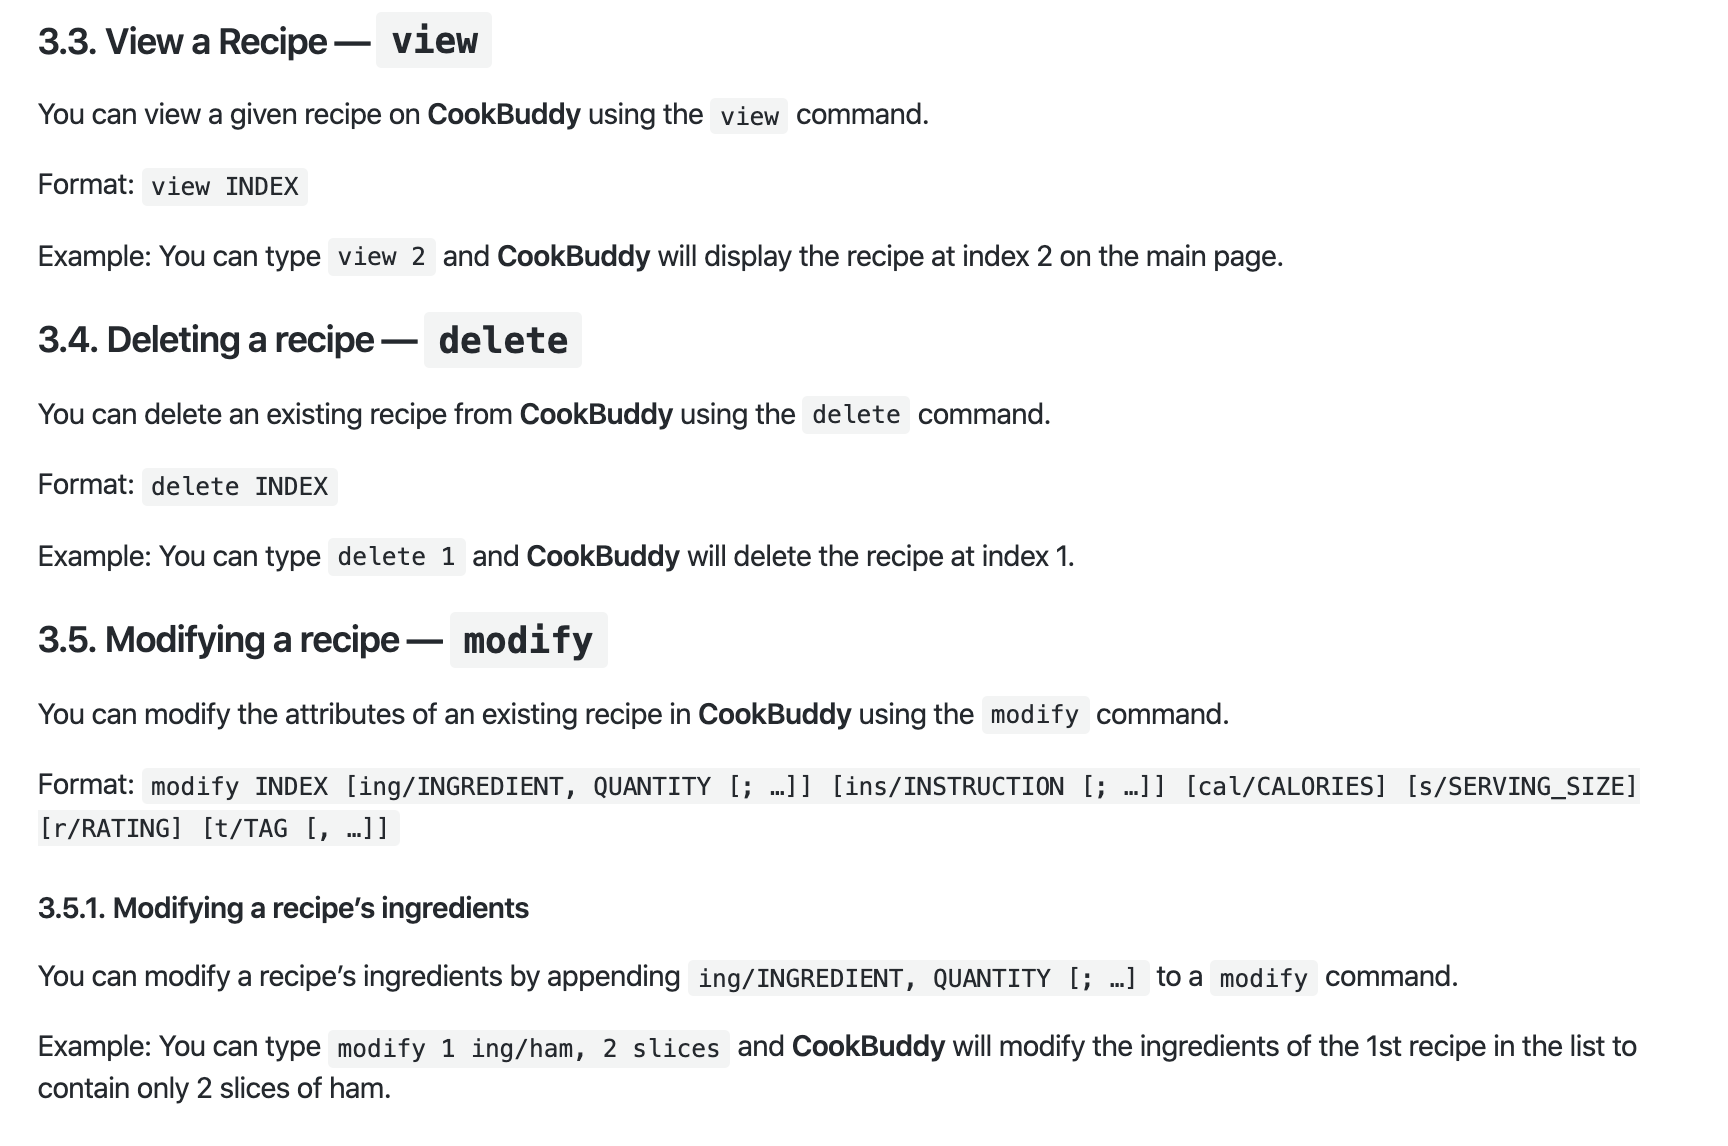 3.3. View a Recipe — view
You can view a given recipe on CookBuddy using the view command.
Format: view INDEX
Example: You can type view 2 and CookBuddy will display the recipe at index 2 on the main page.
3.4. Deleting a recipe — delete
You can delete an existing recipe from CookBuddy using the delete command.
Format: delete INDEX
Example: You can type delete 1 and CookBuddy will delete the recipe at index 1.
3.5. Modifying a recipe — modify
You can modify the attributes of an existing recipe in CookBuddy using the modify command.
Format: modify INDEX [ing/INGREDIENT, QUANTITY [; …]] [ins/INSTRUCTION [; …]] [cal/CALORIES] [s/SERVING_SIZE]
[r/RATING] [t/TAG [, …]]
3.5.1. Modifying a recipe’s ingredients
You can modify a recipe’s ingredients by appending ing/INGREDIENT, QUANTITY [; …] to a modify command.
Example: You can type modify 1 ing/ham, 2 slices and CookBuddy will modify the ingredients of the 1st recipe in the list to
contain only 2 slices of ham.